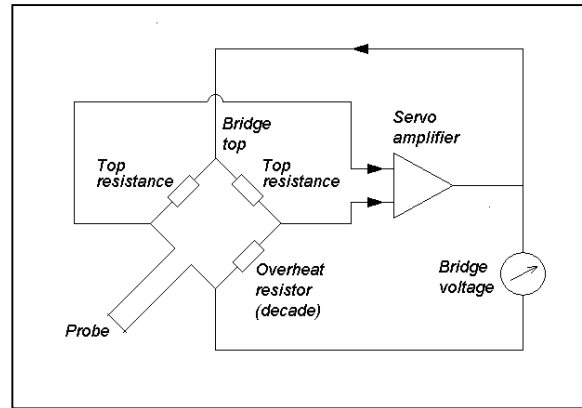 Servo
amplifier
Bridge
top
Top
resistance
Top
resistance
Overheat
resistor
(decade)
Bridge
voltage
Probe